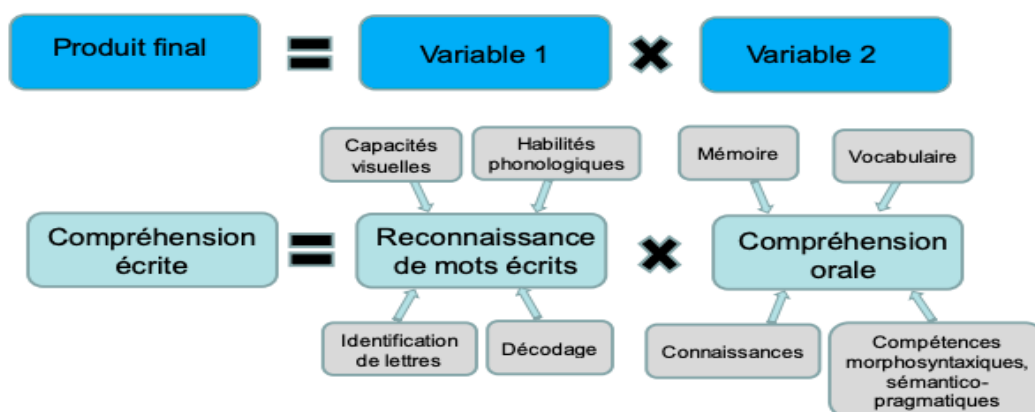 Produit final = Variable 1 × Variable 2
Capacités
visuelles
Habilités
phonologiques
Mémoire
Vocabulaire
Compréhension
écrite
=
Reconnaissance
de mots écrits
×
Compréhension
orale
Identification
de lettres
Décodage
Connaissances
Compétences
morphosyntaxiques,
sémantico-
pragmatiques